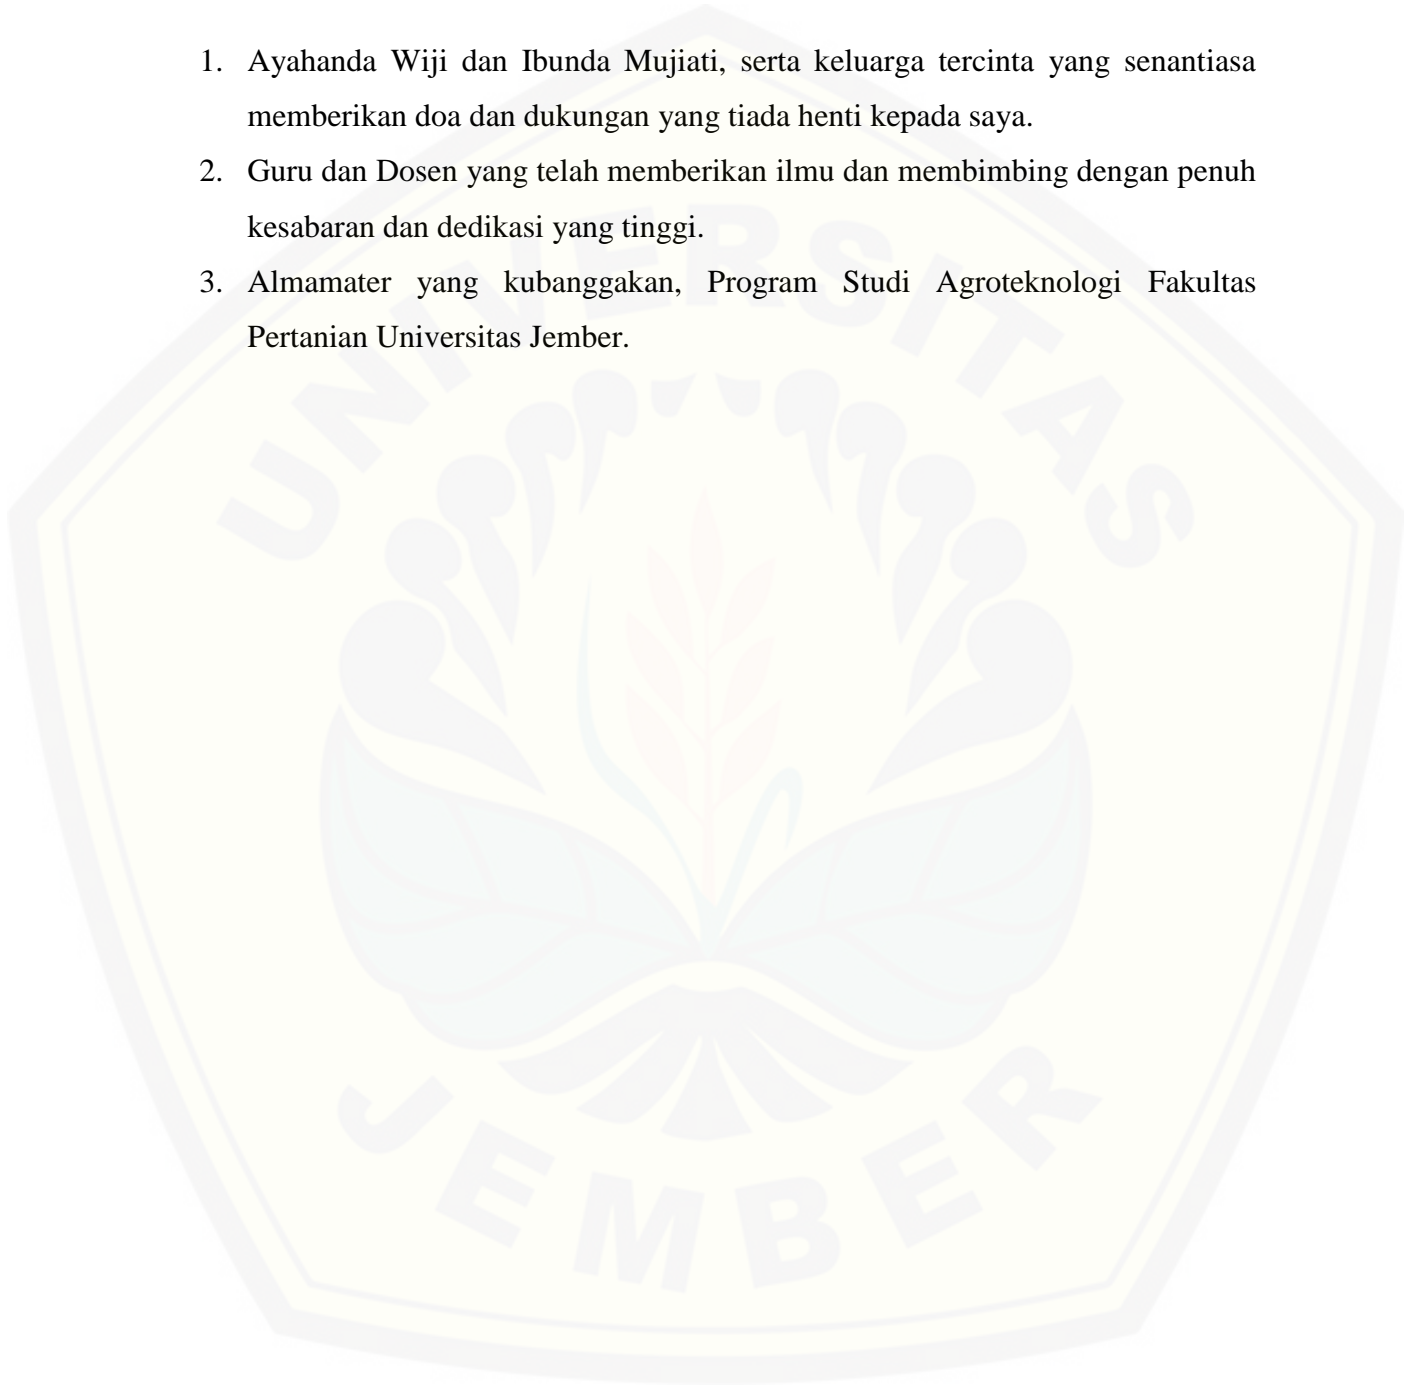 1. Ayahanda Wiji dan Ibunda Mujiati, serta keluarga tercinta yang senantiasa
memberikan doa dan dukungan yang tiada henti kepada saya.
2. Guru dan Dosen yang telah memberikan ilmu dan membimbing dengan penuh
kesabaran dan dedikasi yang tinggi.
3. Almamater yang kubanggakan, Program Studi Agroteknologi Fakultas
Pertanian Universitas Jember.
UNIVERSITAS
JEMBER